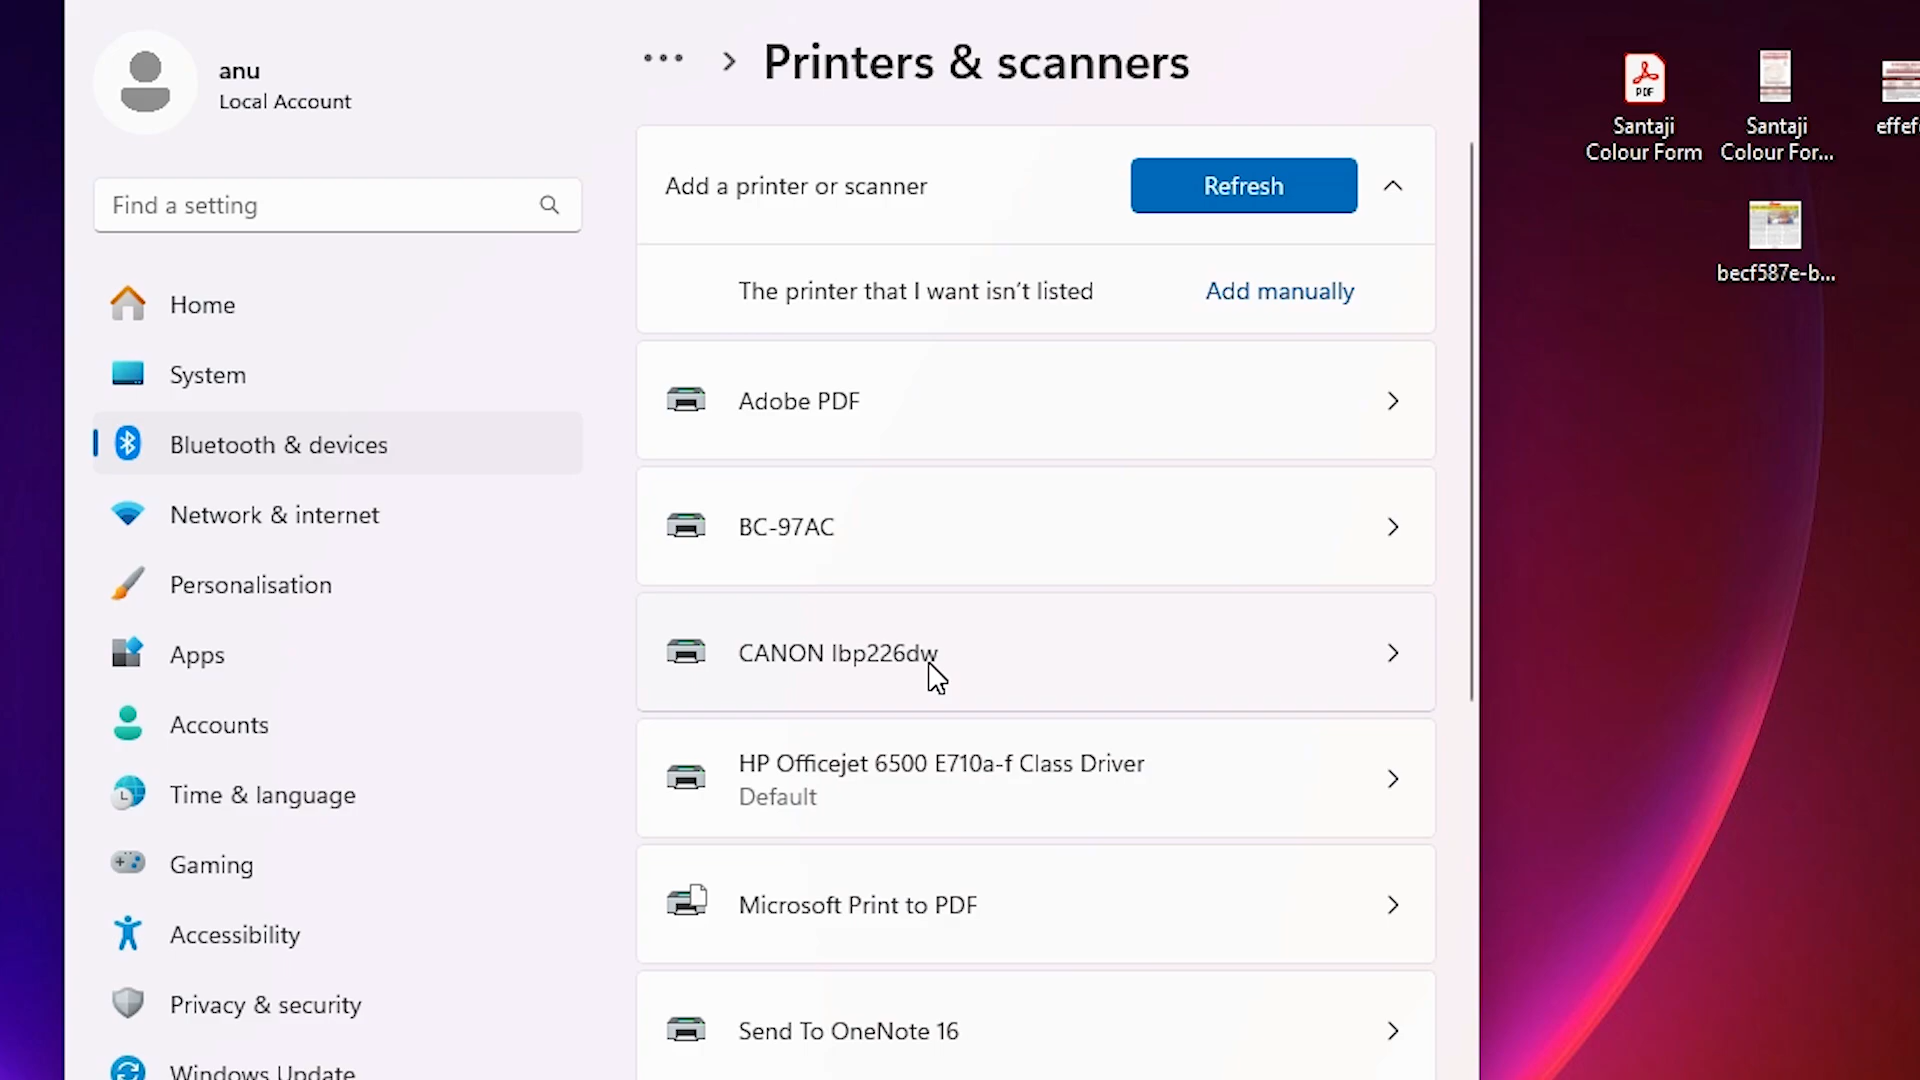 anu
Local Account
Find a setting
Home
System
Bluetooth & devices
Network & internet
Personalisation
Apps
Accounts
Time & language
Gaming
Accessibility
Privacy & security
Windows Update
... > Printers & scanners
Add a printer or scanner
Refresh
The printer that I want isn't listed
Add manually
Adobe PDF
BC-97AC
CANON lbp226dw
HP Officejet 6500 E710a-f Class Driver
Default
Microsoft Print to PDF
Send To OneNote 16
PDF
Santaji
Colour Form
Santaji
Colour For...
becf587e-b...